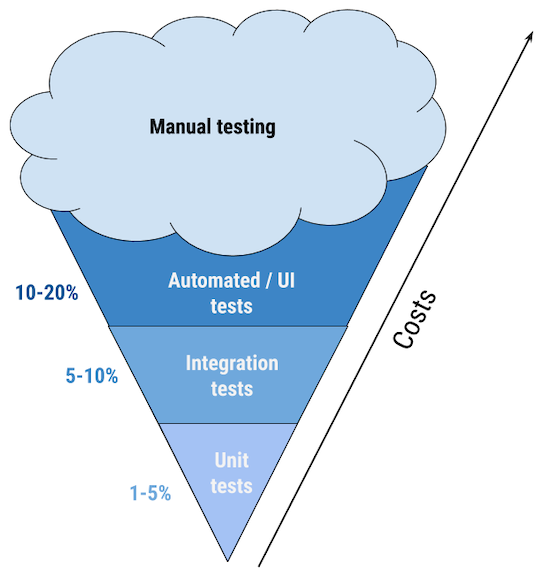 Manual testing
Automated / UI
tests
10-20%
Costs
Integration
tests
5-10%
Unit
tests
1-5%